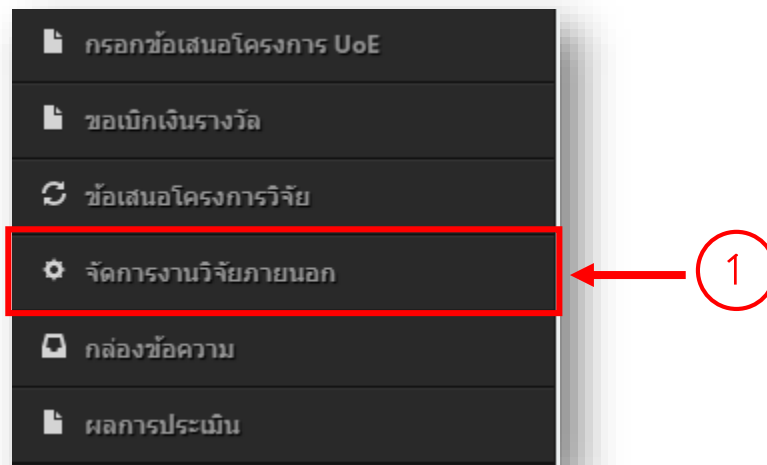 กรอกข้อเสนอโครงการ UoE
ขอเบิกเงินรางวัล
ข้อเสนอโครงการวิจัย
จัดการงานวิจัยภายนอก
1
กล่องข้อความ
ผลการประเมิน